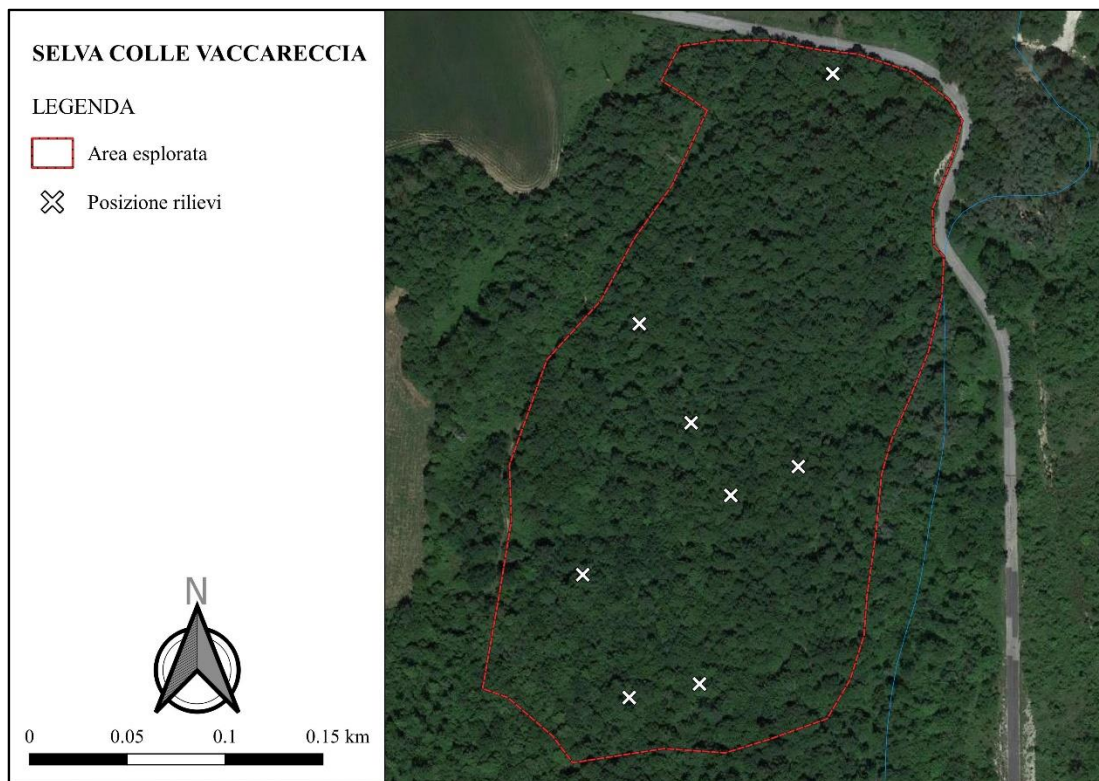 SELVA COLLE VACCARECCIA
LEGENDA
Area esplorata
Posizione rilievi
N
0 0.05 0.1 0.15 km